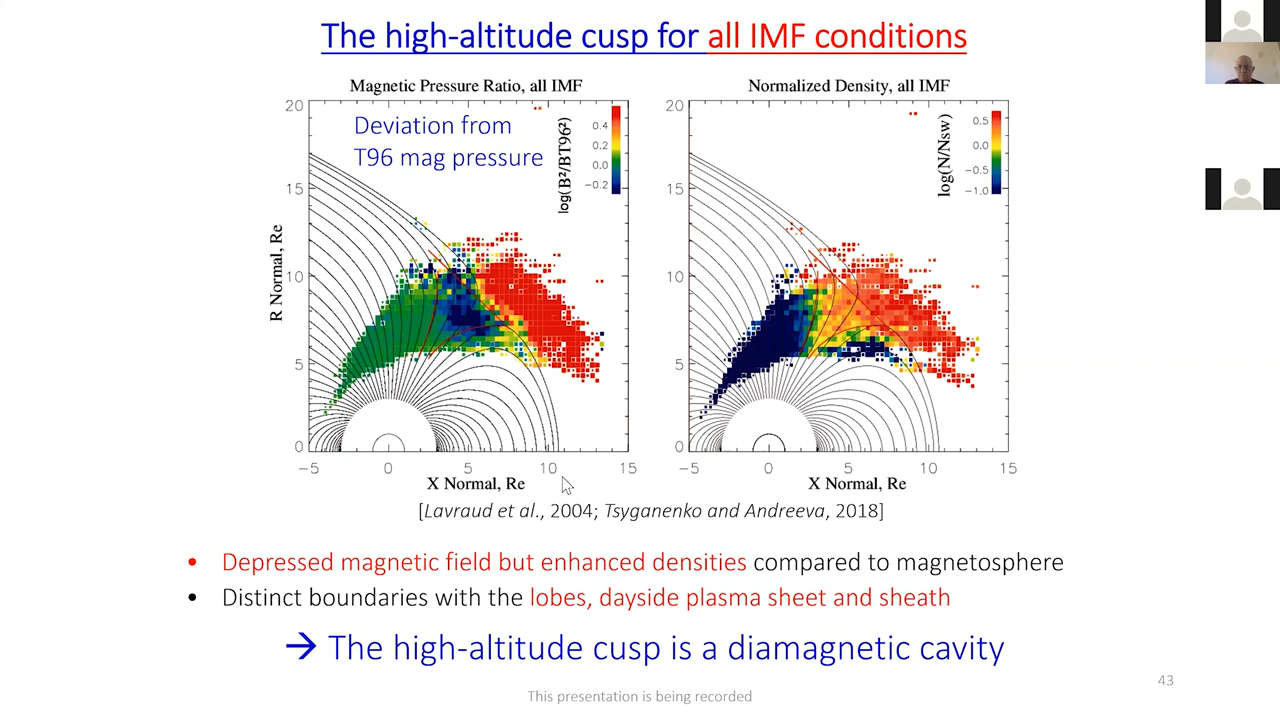 The high-altitude cusp for all IMF conditions
Magnetic Pressure Ratio, all IMF
Deviation from
T96 mag pressure
log(B²/BT96²)
0.4
0.2
0.0
−0.2
20
15
10
5
0
R Normal, Re
−5 0 5 10 15
X Normal, Re
Normalized Density, all IMF
log(N/Nsw)
0.5
0.0
−0.5
−1.0
20
15
10
5
0
−5 0 5 10 15
X Normal, Re
[Lavraud et al., 2004; Tsyganenko and Andreeva, 2018]
• Depressed magnetic field but enhanced densities compared to magnetosphere
• Distinct boundaries with the lobes, dayside plasma sheet and sheath
→ The high-altitude cusp is a diamagnetic cavity
43
This presentation is being recorded